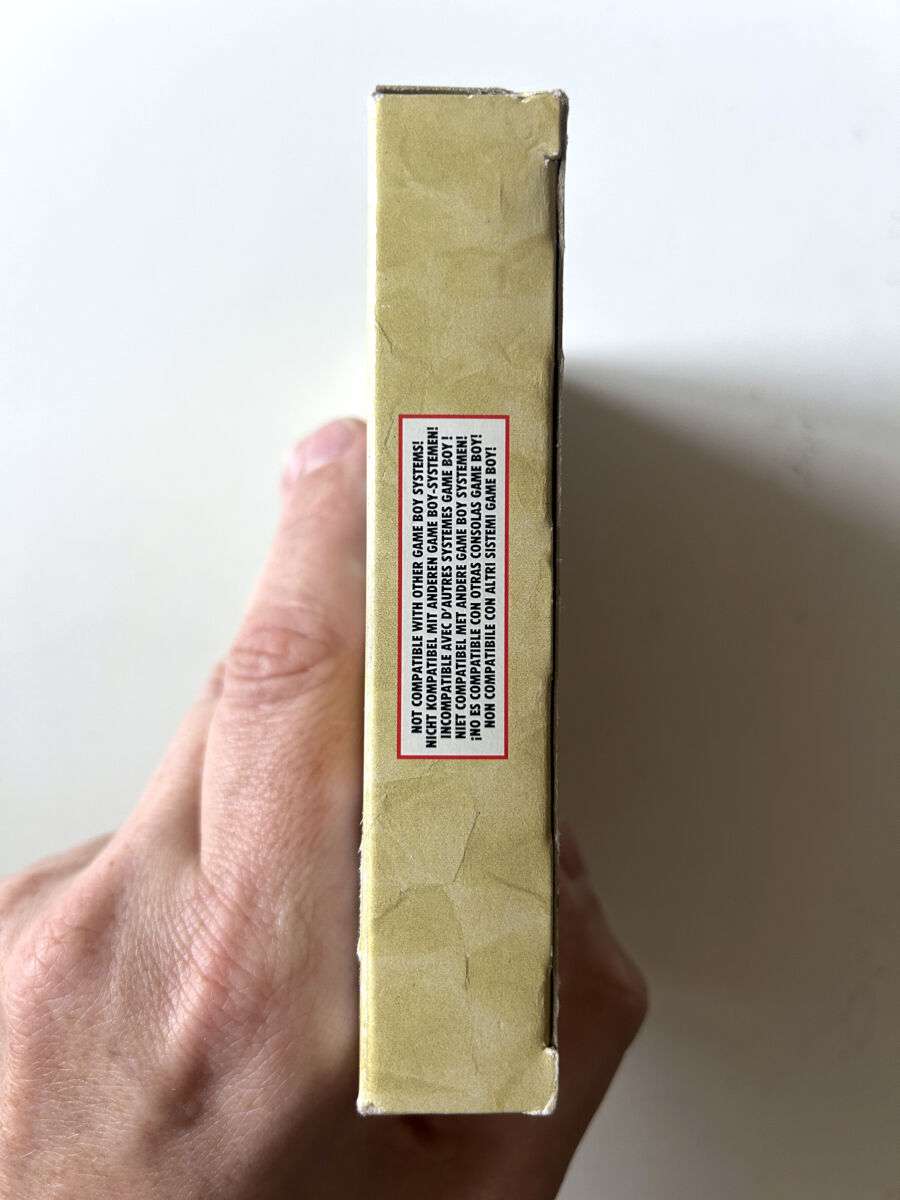 NOT COMPATIBLE WITH OTHER GAME BOY SYSTEMS!
NICHT KOMPATIBEL MIT ANDEREN GAME BOY-SYSTEMEN!
INCOMPATIBLE AVEC D'AUTRES SYSTEMES GAME BOY !
NIET COMPATIBEL MET ANDERE GAME BOY SYSTEMEN!
¡NO ES COMPATIBLE CON OTRAS CONSOLAS GAME BOY!
NON COMPATIBILE CON ALTRI SISTEMI GAME BOY!